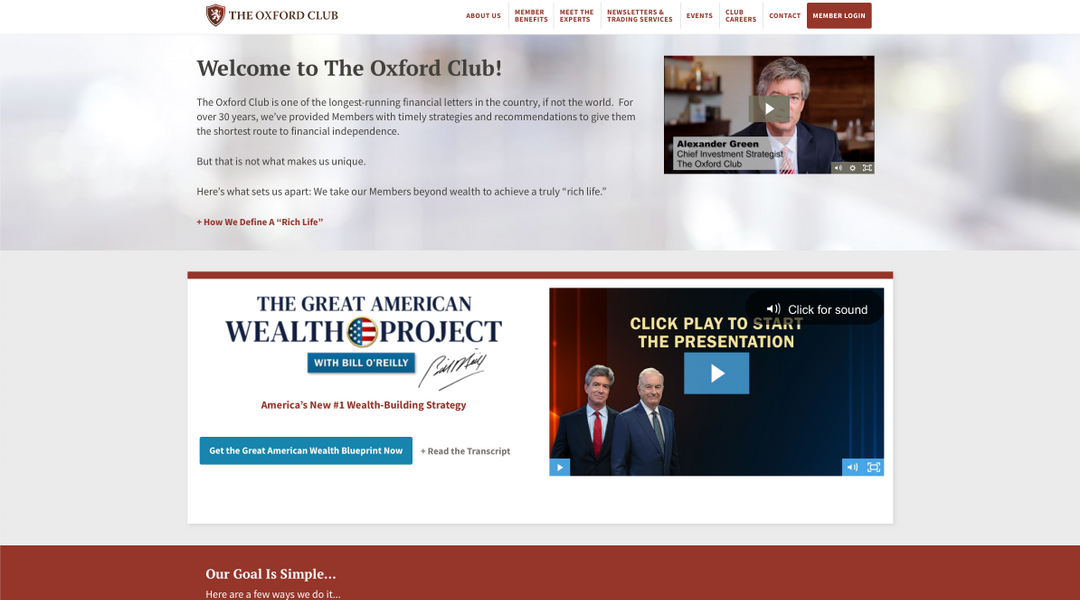 THE OXFORD CLUB
ABOUT US
MEMBER
BENEFITS
MEET THE
EXPERTS
NEWSLETTERS &
TRADING SERVICES
EVENTS
CLUB
CAREERS
CONTACT
MEMBER LOGIN
Welcome to The Oxford Club!
The Oxford Club is one of the longest-running financial letters in the country, if not the world. For
over 30 years, we've provided Members with timely strategies and recommendations to give them
the shortest route to financial independence.
But that is not what makes us unique.
Here's what sets us apart: We take our Members beyond wealth to achieve a truly “rich life.”
+ How We Define A “Rich Life”
Alexander Green
Chief Investment Strategist
The Oxford Club
THE GREAT AMERICAN
WEALTH PROJECT
WITH BILL O'REILLY
America's New #1 Wealth-Building Strategy
Get the Great American Wealth Blueprint Now
+ Read the Transcript
Click for sound
CLICK PLAY TO START
THE PRESENTATION
Our Goal Is Simple...
Here are a few ways we do it...